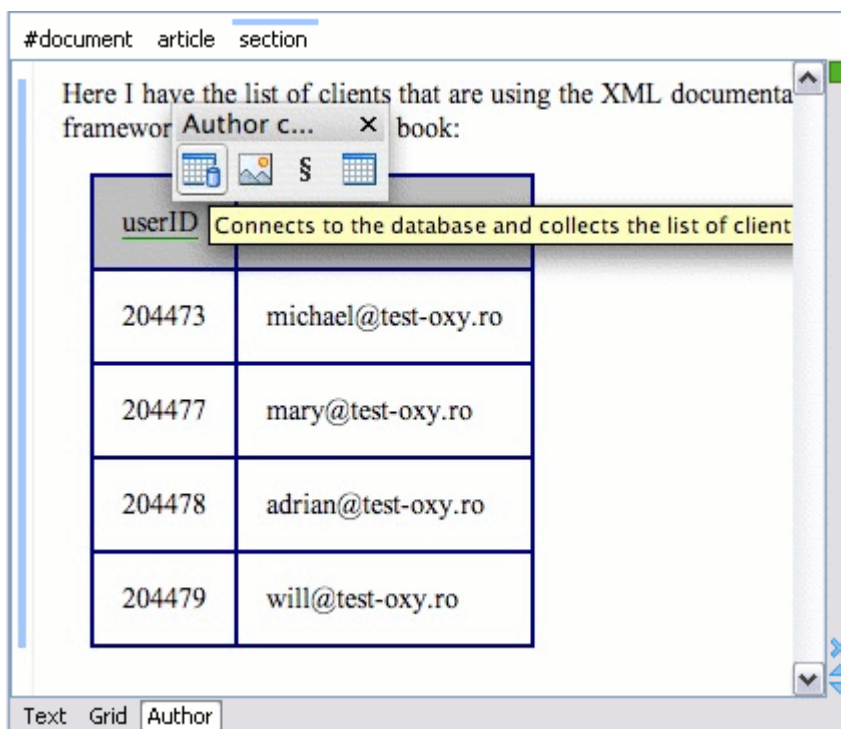 #document article section
Here I have the list of clients that are using the XML documenta
framewor book:
Author c...
§
userID
Connects to the database and collects the list of client
204473 michael@test-oxy.ro
204477 mary@test-oxy.ro
204478 adrian@test-oxy.ro
204479 will@test-oxy.ro
Text Grid Author